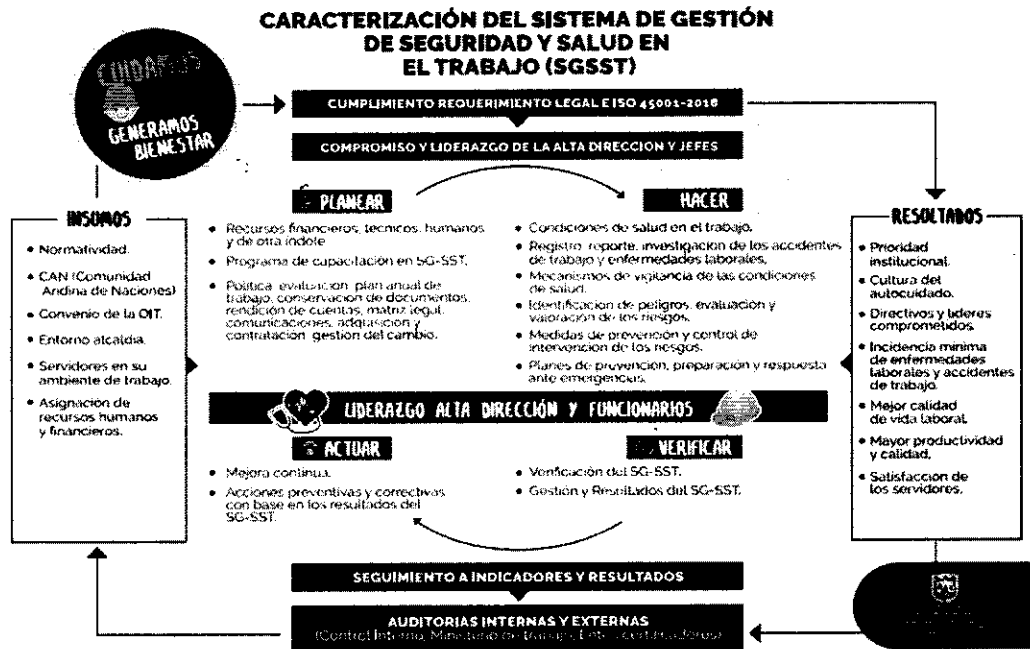 CARACTERIZACIÓN DEL SISTEMA DE GESTIÓN
DE SEGURIDAD Y SALUD EN
EL TRABAJO (SGSST)
CUIDAMOS
GENERAMOS
BIENESTAR
CUMPLIMIENTO REQUERIMIENTO LEGAL E ISO 45001-2018
COMPROMISO Y LIDERAZGO DE LA ALTA DIRECCION Y JEFES
INSUMOS
• Normatividad.
• CAN (Comunidad
Andina de Naciones)
• Convenio de la OIT.
• Entorno alcaldía.
• Servidores en su
ambiente de trabajo.
• Asignación de
recursos humanos
y financieros.
PLANEAR
• Recursos financieros, técnicos, humanos
y de otra índole
• Programa de capacitación en SG-SST.
• Política, evaluación, plan anual de
trabajo, conservación de documentos,
rendición de cuentas, matriz legal,
comunicaciones, adquisición y
contratación, gestión del cambio.
HACER
• Condiciones de salud en el trabajo.
• Registro, reporte, investigación de los accidentes
de trabajo y enfermedades laborales,
• Mecanismos de vigilancia de las condiciones
de salud.
• Identificación de peligros, evaluación y
valoración de los riesgos.
• Medidas de prevención y control de
intervención de los riesgos.
• Planes de prevención, preparación y respuesta
ante emergencias.
LIDERAZGO ALTA DIRECCIÓN Y FUNCIONARIOS
ACTUAR
• Mejora continua.
• Acciones preventivas y correctivas
con base en los resultados del
SG-SST.
VERIFICAR
• Verificación del SG-SST.
• Gestión y Resultados del SG-SST.
RESULTADOS
• Prioridad
institucional.
• Cultura del
autocuidado.
• Directivos y líderes
comprometidos.
• Incidencia mínima
de enfermedades
laborales y accidentes
de trabajo.
• Mejor calidad
de vida laboral.
• Mayor productividad
y calidad.
• Satisfacción de
los servidores.
SEGUIMIENTO A INDICADORES Y RESULTADOS
AUDITORIAS INTERNAS Y EXTERNAS
(Control Interno, Ministerio de trabajo, Entes certificadores)